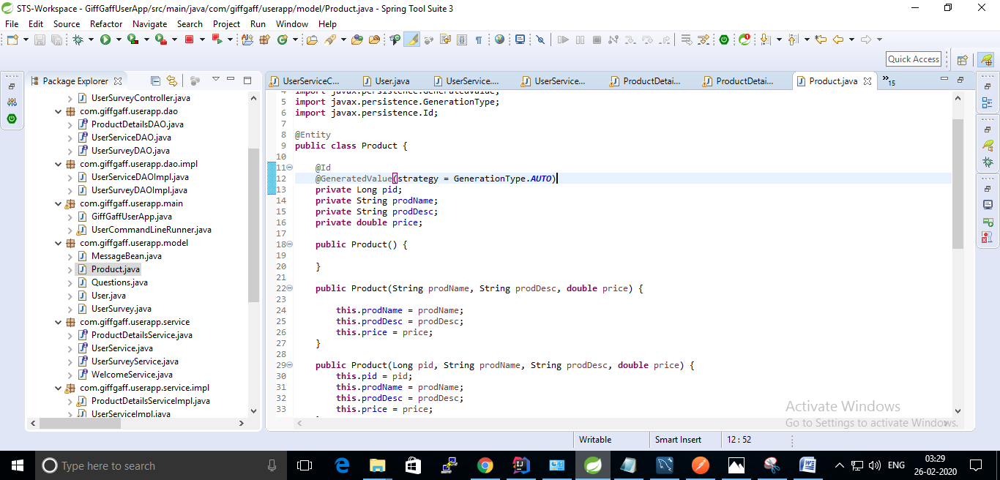 STS-Workspace - GiffGaffUserApp/src/main/java/com/giffgaff/userapp/model/Product.java - Spring Tool Suite 3
File Edit Source Refactor Navigate Search Project Run Window Help
Quick Access
Package Explorer
UserSurveyController.java
com.giffgaff.userapp.dao
ProductDetailsDAO.java
UserServiceDAO.java
UserSurveyDAO.java
com.giffgaff.userapp.dao.impl
UserServiceDAOImpl.java
UserSurveyDAOImpl.java
com.giffgaff.userapp.main
GiffGaffUserApp.java
UserCommandLineRunner.java
com.giffgaff.userapp.model
MessageBean.java
Product.java
Questions.java
User.java
UserSurvey.java
com.giffgaff.userapp.service
ProductDetailsService.java
UserService.java
UserSurveyService.java
WelcomeService.java
com.giffgaff.userapp.service.impl
ProductDetailsServiceImpl.java
UserServiceImpl.java
UserServiceC... User.java UserService.... UserService... ProductDetai... ProductDetai... Product.java »15
4 import javax.persistence.GeneratedValue;
5 import javax.persistence.GenerationType;
6 import javax.persistence.Id;
7
8 @Entity
9 public class Product {
10
11 @Id
12 @GeneratedValue(strategy = GenerationType.AUTO)
13 private Long pid;
14 private String prodName;
15 private String prodDesc;
16 private double price;
17
18 public Product() {
19
20 }
21
22 public Product(String prodName, String prodDesc, double price) {
23
24 this.prodName = prodName;
25 this.prodDesc = prodDesc;
26 this.price = price;
27 }
28
29 public Product(Long pid, String prodName, String prodDesc, double price) {
30 this.pid = pid;
31 this.prodName = prodName;
32 this.prodDesc = prodDesc;
33 this.price = price;
Activate Windows
Go to Settings to activate Windows.
Writable Smart Insert 12 : 52
Type here to search
ENG
03:29
26-02-2020